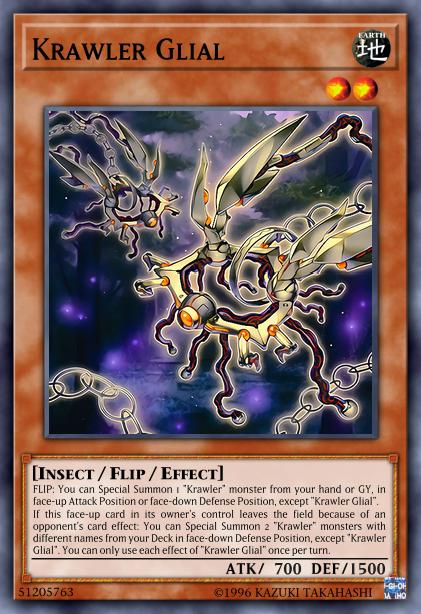 KRAWLER GLIAL
EARTH
地
[INSECT / FLIP / EFFECT]
FLIP: You can Special Summon 1 "Krawler" monster from your hand or GY, in
face-up Attack Position or face-down Defense Position, except "Krawler Glial".
If this face-up card in its owner's control leaves the field because of an
opponent's card effect: You can Special Summon 2 "Krawler" monsters with
different names from your Deck in face-down Defense Position, except "Krawler
Glial". You can only use each effect of "Krawler Glial" once per turn.
ATK/ 700 DEF/1500
51205763 ©1996 KAZUKI TAKAHASHI